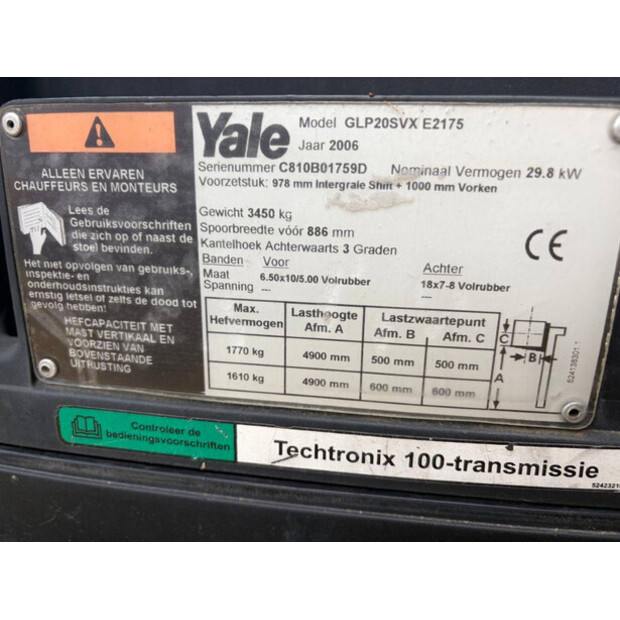 ALLEEN ERVAREN
CHAUFFEURS EN MONTEURS
Lees de
Gebruiksvoorschriften
die zich op of naast de
stoel bevinden.
Het niet opvolgen van gebruiks-,
inspektie- en
onderhoudsinstrukties kan
ernstig letsel of zelfs de dood tot
gevolg hebben!
HEFCAPACITEIT MET
MAST VERTIKAAL EN
VOORZIEN VAN
BOVENSTAANDE
UITRUSTING
Yale
Model GLP20SVX E2175
Jaar 2006
Serienummer C810B01759D Nominaal Vermogen 29.8 kW
Voorzetstuk: 978 mm Intergrale Shift + 1000 mm Vorken
Gewicht 3450 kg
Spoorbreedte vóór 886 mm
Kantelhoek Achterwaarts 3 Graden
Banden Voor Achter
Maat 6.50x10/5.00 Volrubber 18x7-8 Volrubber
Spanning --- ---
CE
Max. Hefvermogen Lasthoogte Afm. A Lastzwaartepunt Afm. B Afm. C
1770 kg 4900 mm 500 mm 500 mm
1610 kg 4900 mm 600 mm 600 mm
C
B
A
524138301 1
Controleer de
bedieningsvoorschriften
Techtronix 100-transmissie